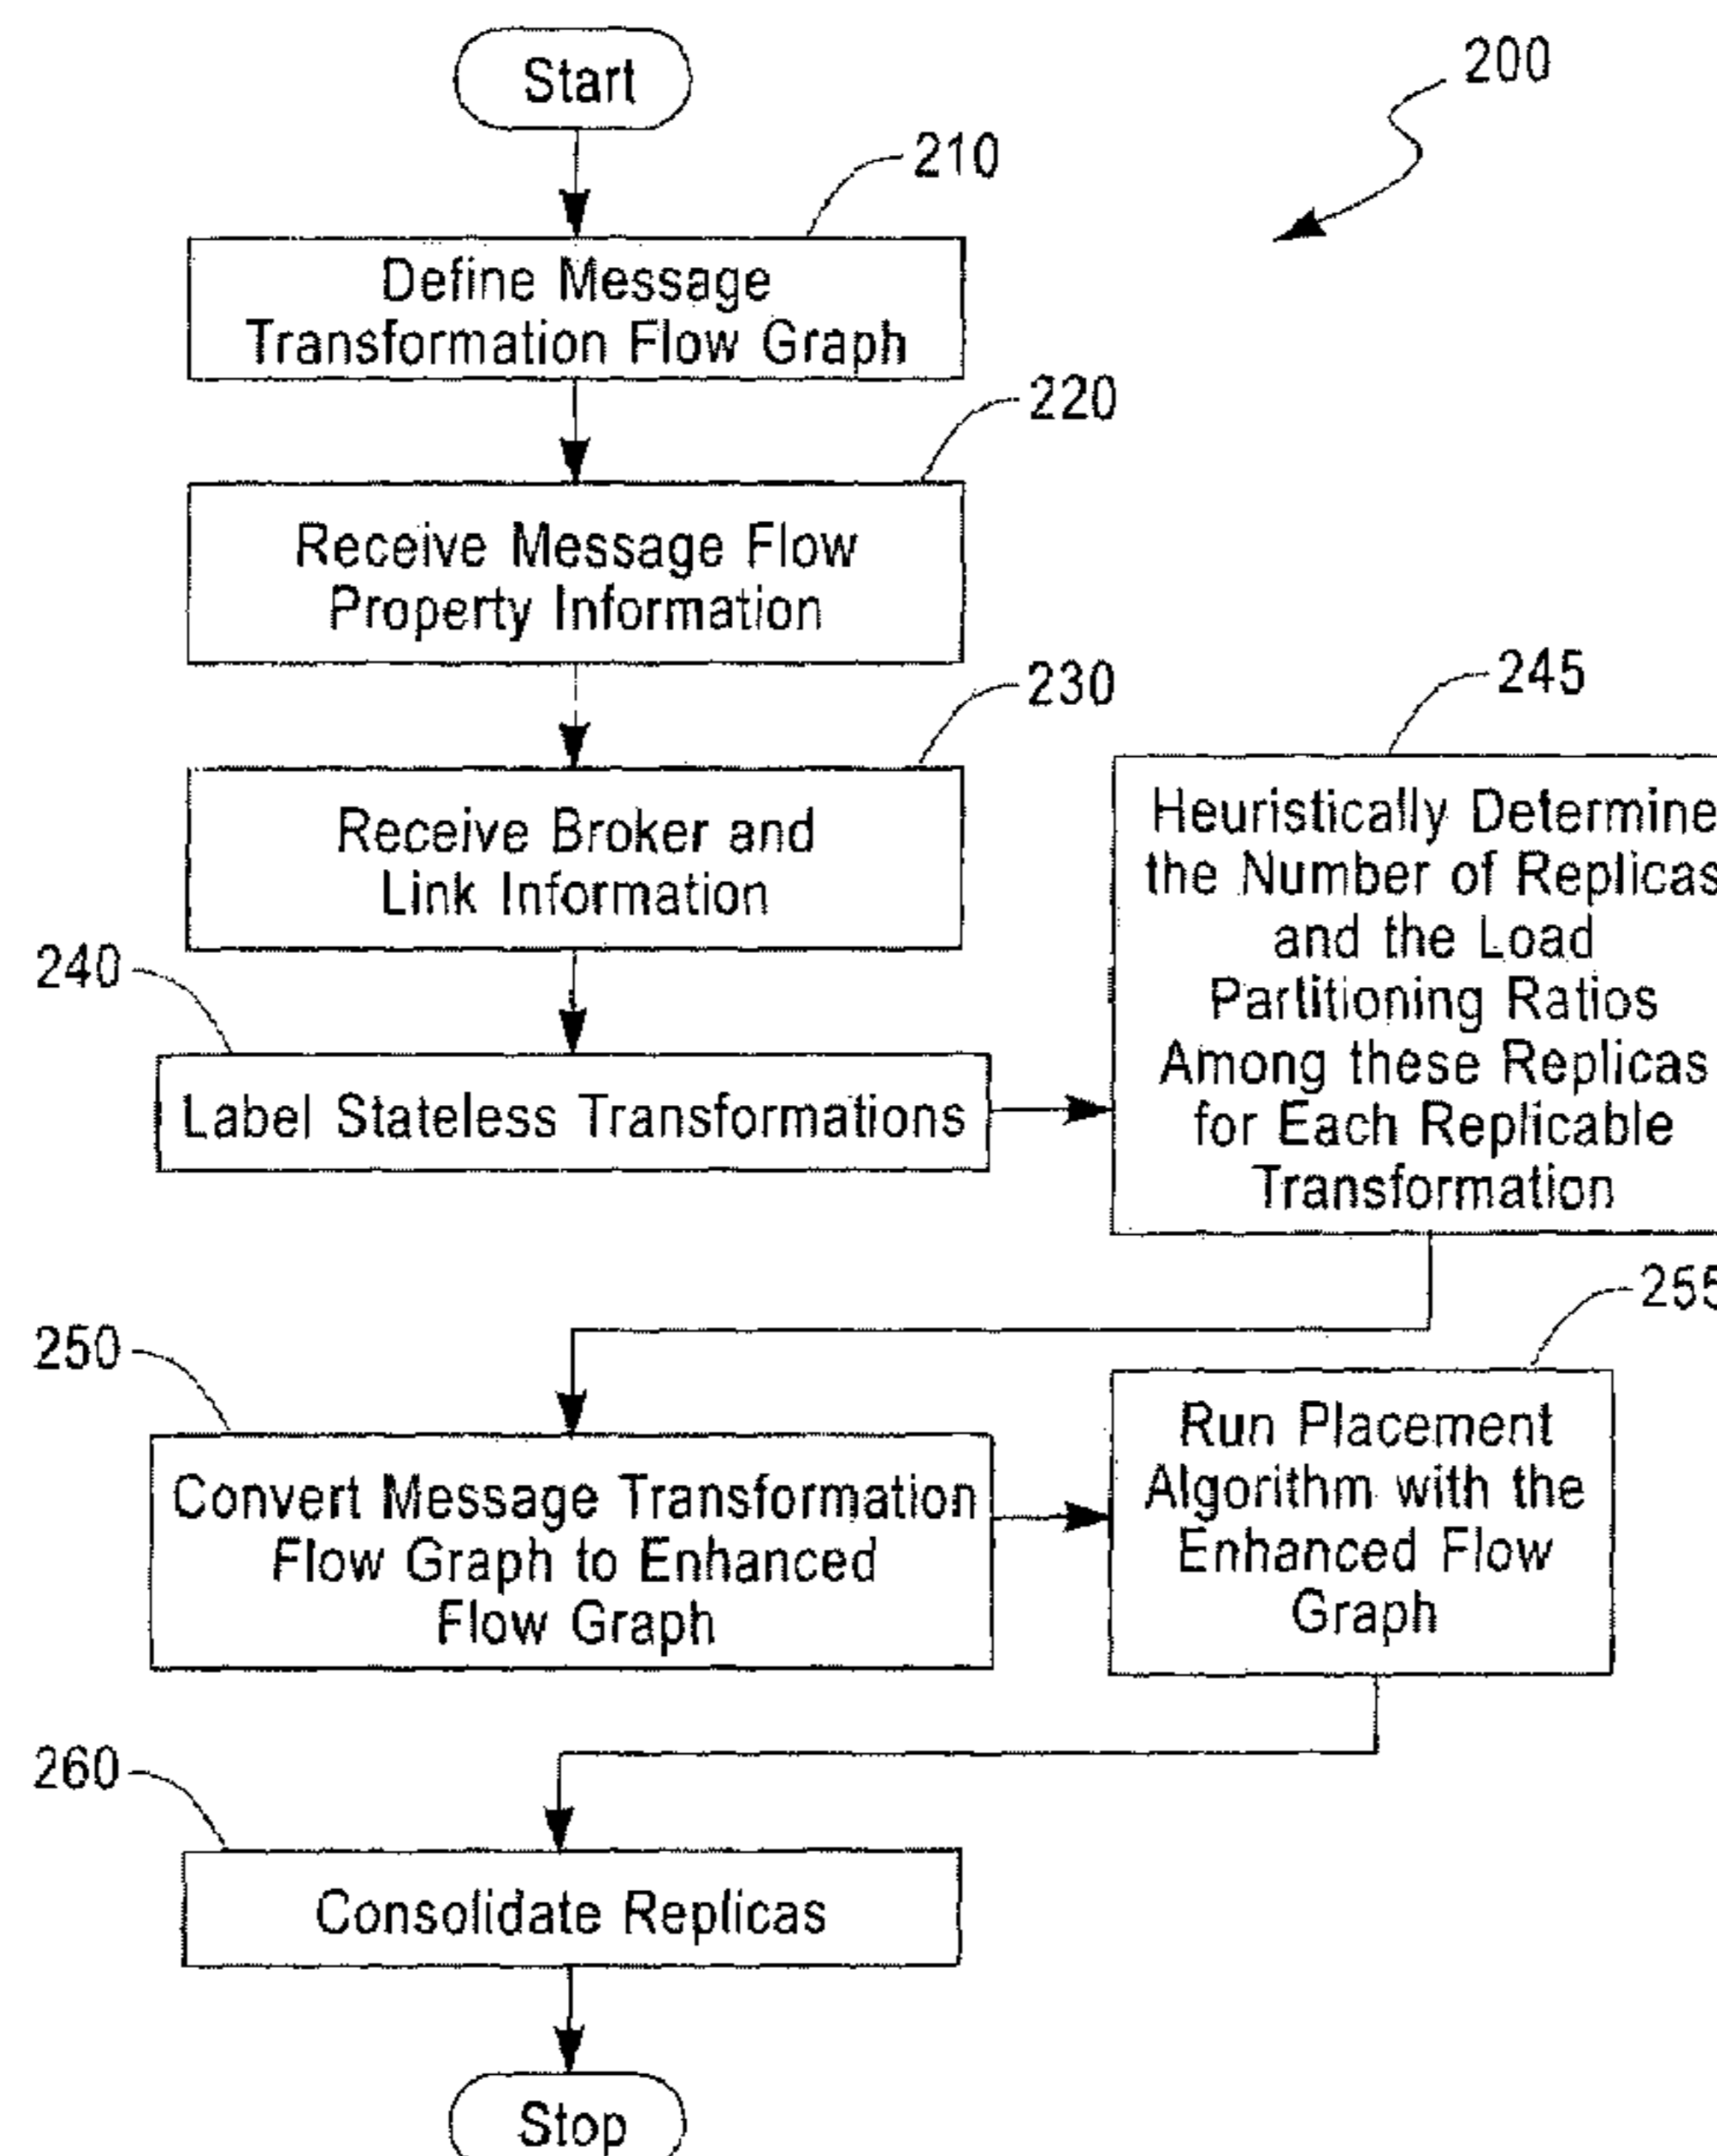 Start
200
210
Define Message
Transformation Flow Graph
220
Receive Message Flow
Property Information
230
Receive Broker and
Link Information
240
Label Stateless Transformations
245
Heuristically Determine
the Number of Replicas
and the Load
Partitioning Ratios
Among these Replicas
for Each Replicable
Transformation
250
Convert Message Transformation
Flow Graph to Enhanced
Flow Graph
255
Run Placement
Algorithm with the
Enhanced Flow
Graph
260
Consolidate Replicas
Stop